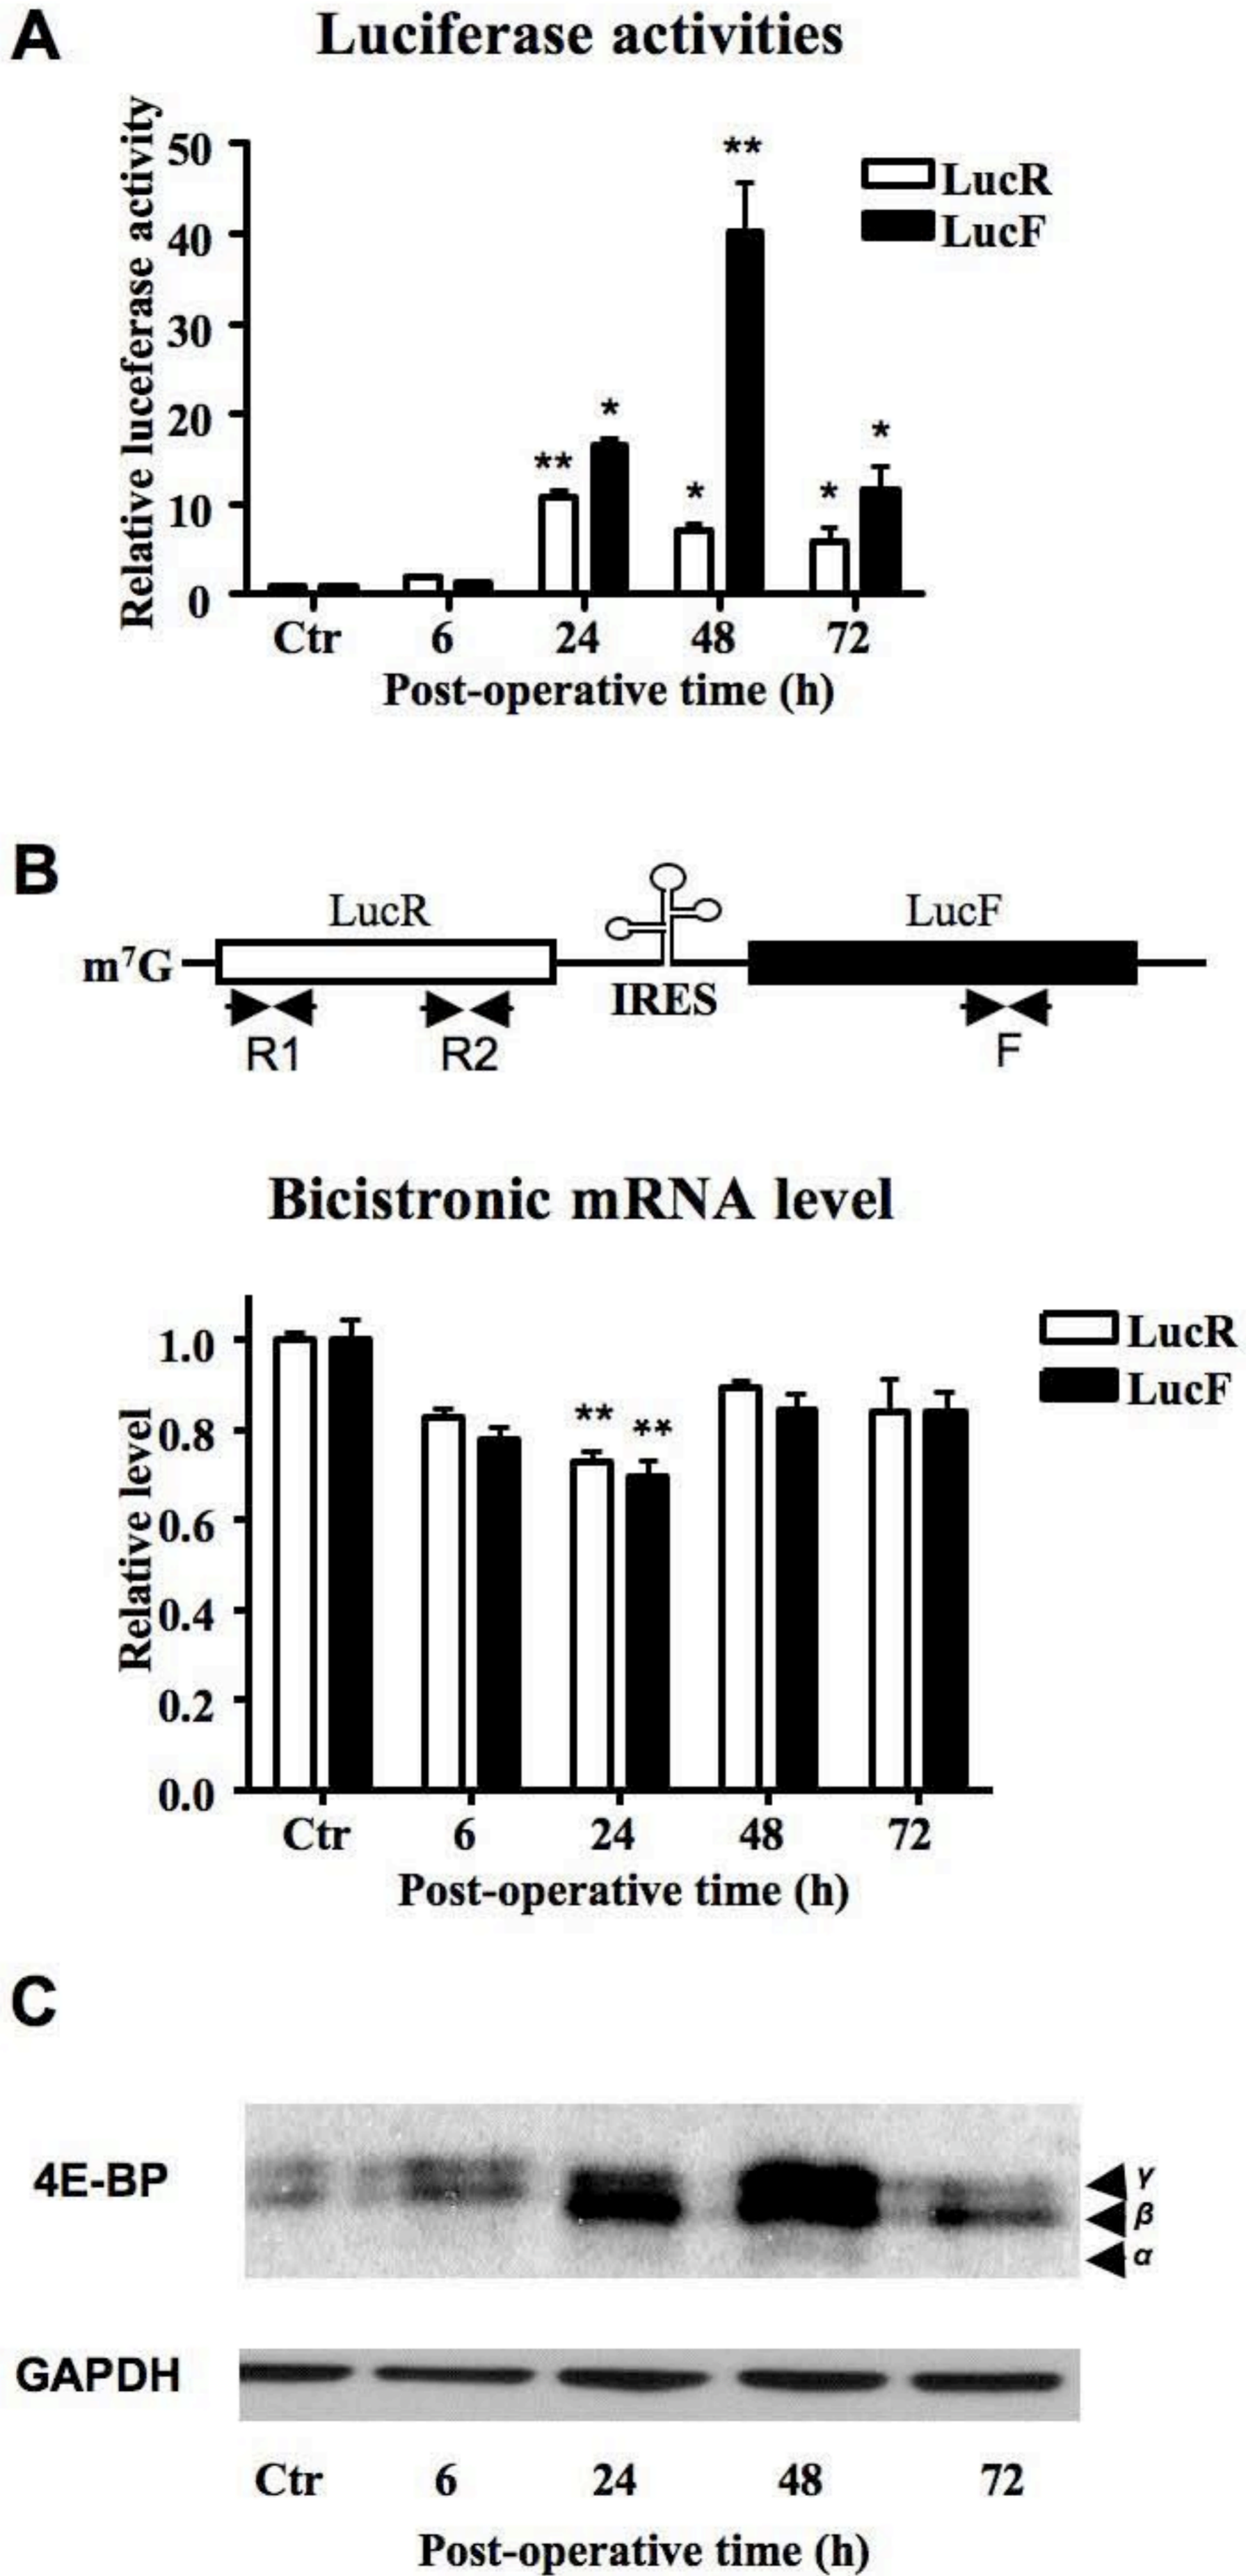 A
Luciferase activities
Relative luceferase activity
50
40
30
20
10
0
**
*
*
**
*
*
LucR
LucF
Ctr 6 24 48 72
Post-operative time (h)
B
LucR LucF
m⁷G
IRES
R1 R2 F
Bicistronic mRNA level
Relative level
1.0
0.8
0.6
0.4
0.2
0.0
** **
LucR
LucF
Ctr 6 24 48 72
Post-operative time (h)
C
4E-BP
γ
β
α
GAPDH
Ctr 6 24 48 72
Post-operative time (h)